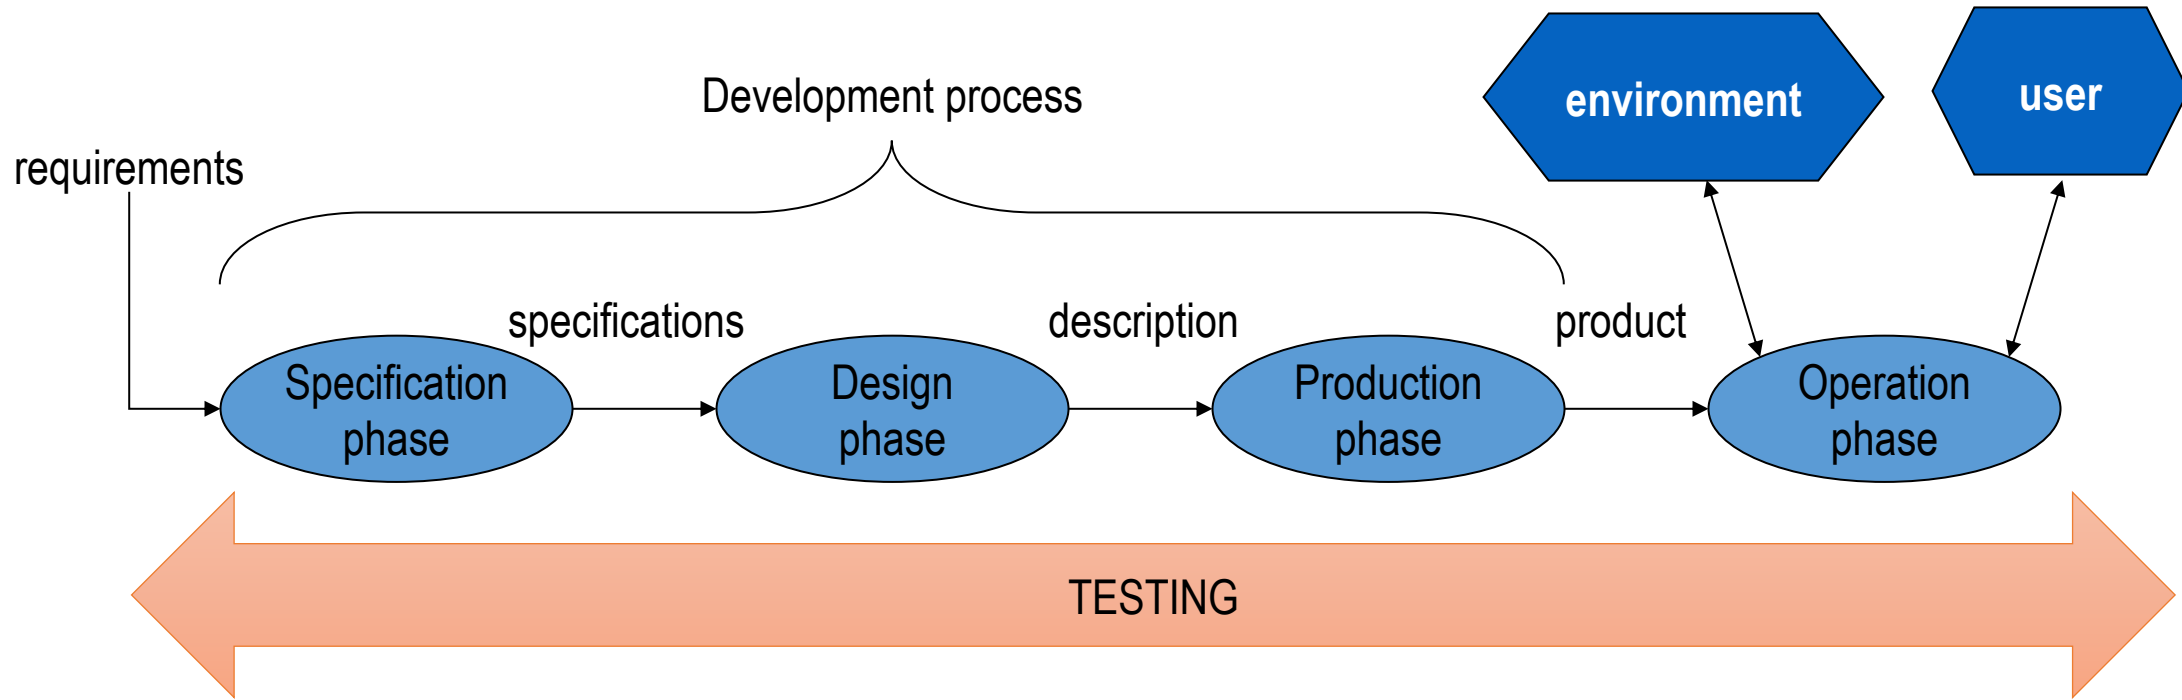 Development process
environment
user
requirements
specifications
description
product
Specification
phase
Design
phase
Production
phase
Operation
phase
TESTING